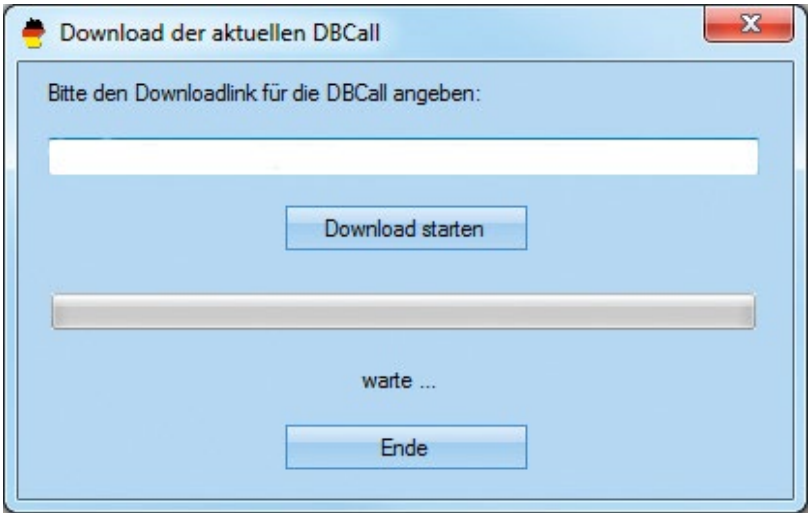 Download der aktuellen DBCall
Bitte den Downloadlink für die DBCall angeben:
Download starten
warte ...
Ende